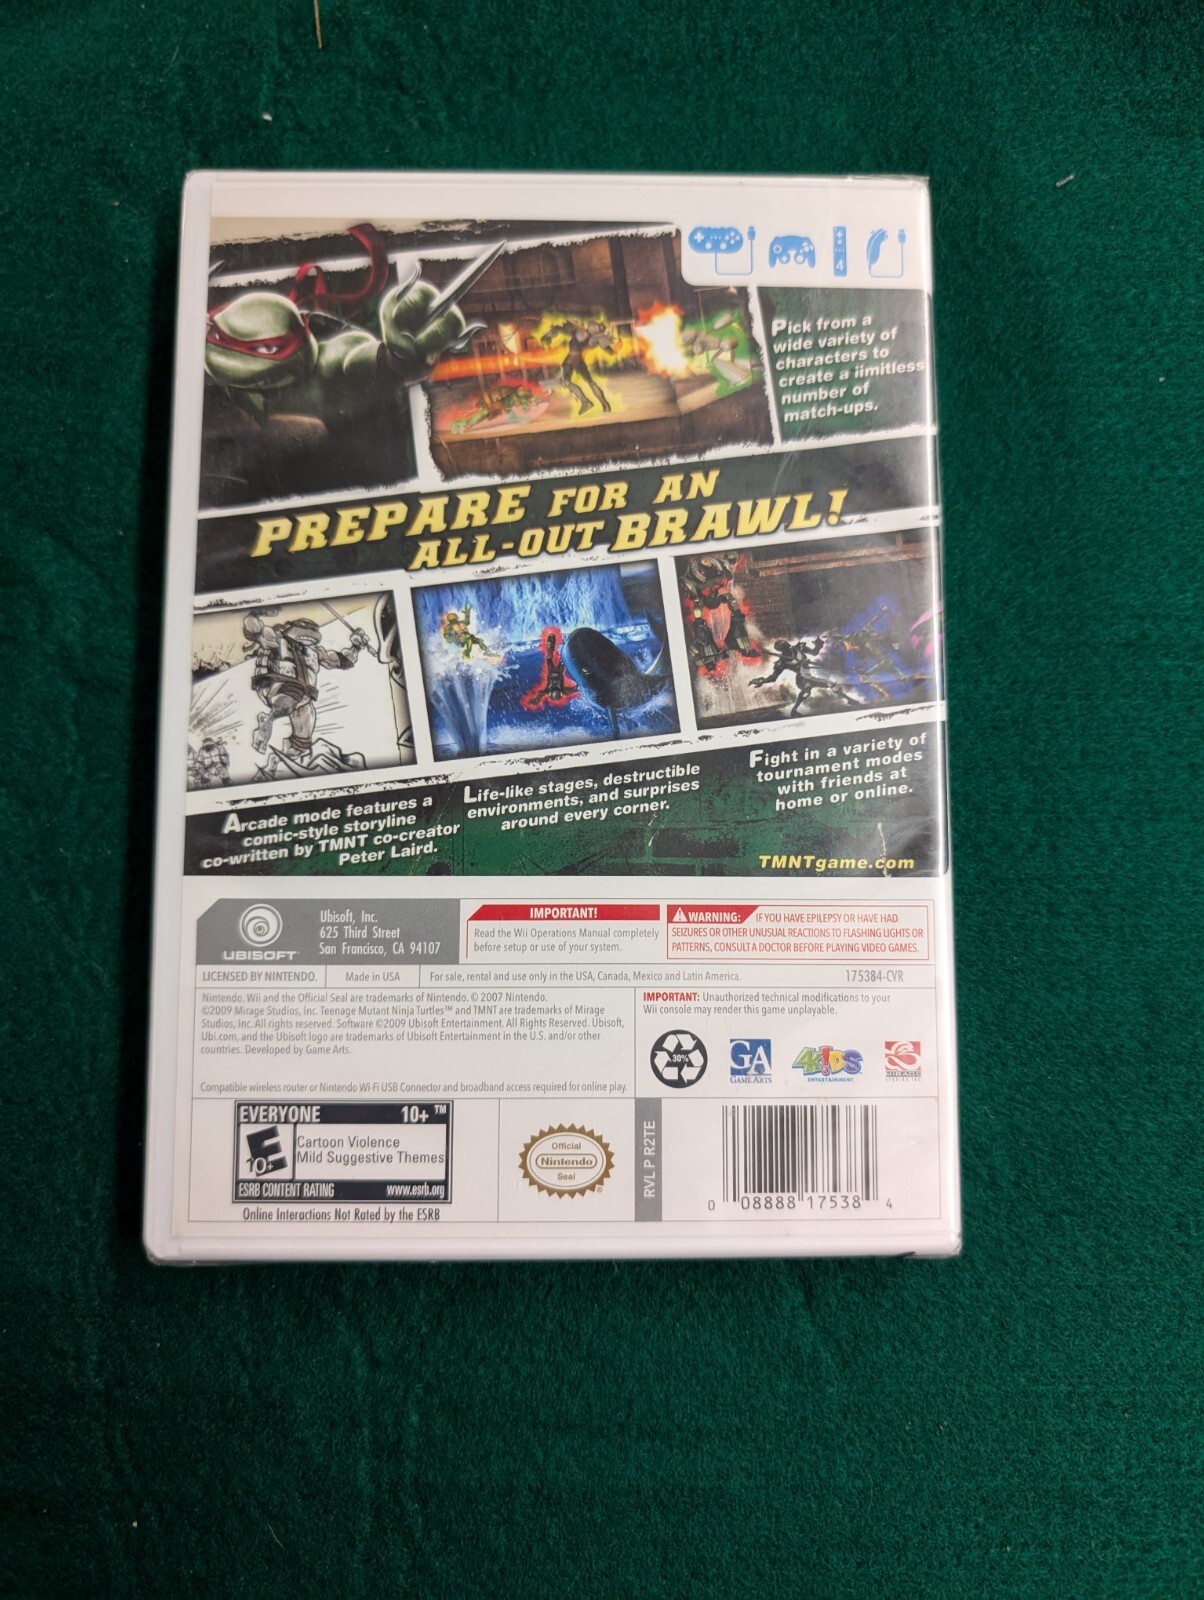 4
Pick from a
wide variety of
characters to
create a limitless
number of
match-ups.
PREPARE FOR AN
ALL-OUT BRAWL!
Arcade mode features a
comic-style storyline
co-written by TMNT co-creator
Peter Laird.
Life-like stages, destructible
environments, and surprises
around every corner.
Fight in a variety of
tournament modes
with friends at
home or online.
TMNTgame.com
UBISOFT
Ubisoft, Inc.
625 Third Street
San Francisco, CA 94107
IMPORTANT!
Read the Wii Operations Manual completely
before setup or use of your system.
WARNING: IF YOU HAVE EPILEPSY OR HAVE HAD
SEIZURES OR OTHER UNUSUAL REACTIONS TO FLASHING LIGHTS OR
PATTERNS, CONSULT A DOCTOR BEFORE PLAYING VIDEO GAMES.
LICENSED BY NINTENDO.
Made in USA
For sale, rental and use only in the USA, Canada, Mexico and Latin America.
175384-CVR
Nintendo, Wii and the Official Seal are trademarks of Nintendo. © 2007 Nintendo.
©2009 Mirage Studios, Inc. Teenage Mutant Ninja Turtles™ and TMNT are trademarks of Mirage
Studios, Inc. All rights reserved. Software ©2009 Ubisoft Entertainment. All Rights Reserved. Ubisoft,
Ubi.com, and the Ubisoft logo are trademarks of Ubisoft Entertainment in the U.S. and/or other
countries. Developed by Game Arts.
Compatible wireless router or Nintendo Wi-Fi USB Connector and broadband access required for online play.
IMPORTANT: Unauthorized technical modifications to your
Wii console may render this game unplayable.
30%
GA
GAME ARTS
4KIDS
ENTERTAINMENT
MIRAGE
STUDIOS INC
EVERYONE 10+ ™
E
10+
Cartoon Violence
Mild Suggestive Themes
ESRB CONTENT RATING www.esrb.org
Online Interactions Not Rated by the ESRB
Official
Nintendo
Seal
®
RVL P R2TE
0 08888 17538 4